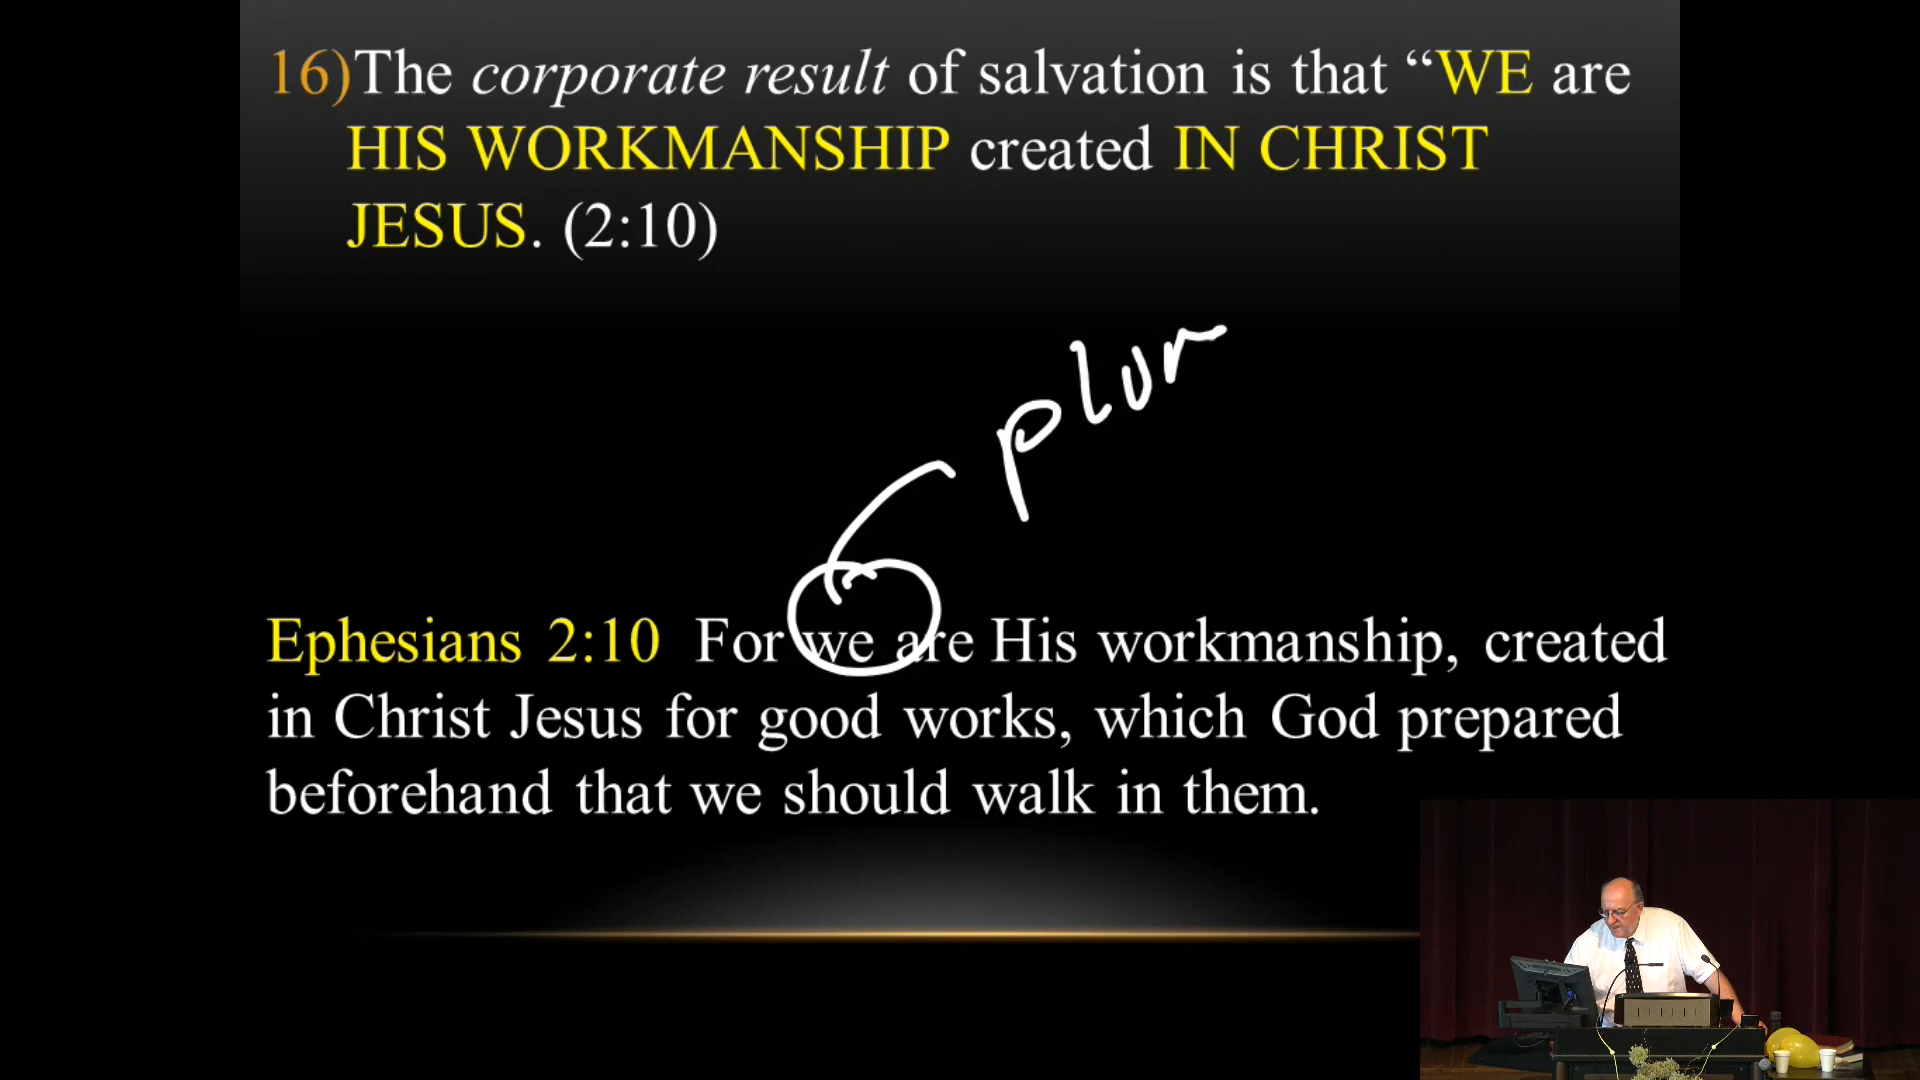 16)The corporate result of salvation is that “WE are
HIS WORKMANSHIP created IN CHRIST
JESUS. (2:10)
plur
Ephesians 2:10 For we are His workmanship, created
in Christ Jesus for good works, which God prepared
beforehand that we should walk in them.